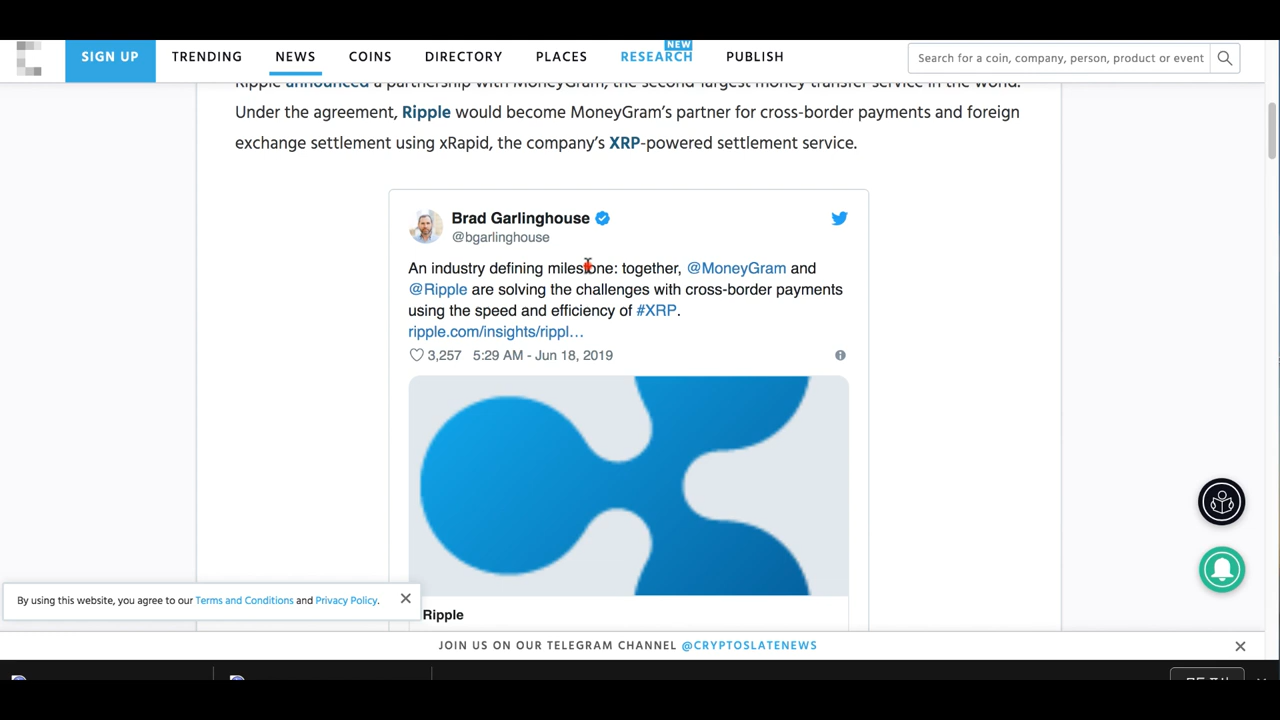 SIGN UP TRENDING NEWS COINS DIRECTORY PLACES NEW RESEARCH PUBLISH Search for a coin, company, person, product or event
Ripple announced a partnership with MoneyGram, the second-largest money transfer service in the world.
Under the agreement, Ripple would become MoneyGram's partner for cross-border payments and foreign
exchange settlement using xRapid, the company's XRP-powered settlement service.
Brad Garlinghouse
@bgarlinghouse
An industry defining milestone: together, @MoneyGram and
@Ripple are solving the challenges with cross-border payments
using the speed and efficiency of #XRP.
ripple.com/insights/rippl…
3,257 5:29 AM - Jun 18, 2019
Ripple
By using this website, you agree to our Terms and Conditions and Privacy Policy.
JOIN US ON OUR TELEGRAM CHANNEL @CRYPTOSLATENEWS